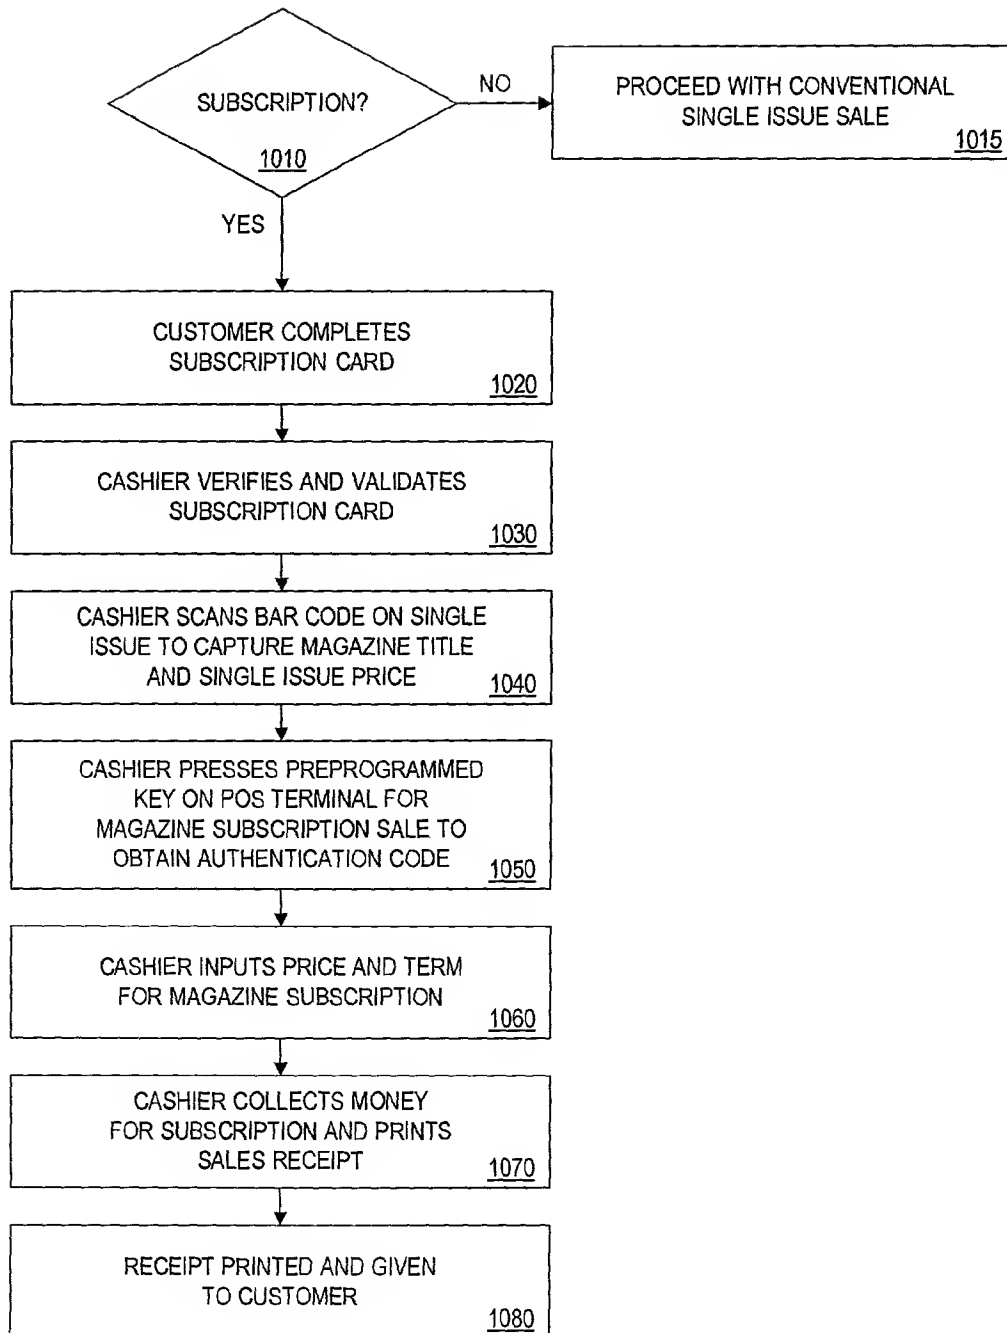 SUBSCRIPTION?
1010
NO
PROCEED WITH CONVENTIONAL
SINGLE ISSUE SALE
1015
YES
CUSTOMER COMPLETES
SUBSCRIPTION CARD
1020
CASHIER VERIFIES AND VALIDATES
SUBSCRIPTION CARD
1030
CASHIER SCANS BAR CODE ON SINGLE
ISSUE TO CAPTURE MAGAZINE TITLE
AND SINGLE ISSUE PRICE
1040
CASHIER PRESSES PREPROGRAMMED
KEY ON POS TERMINAL FOR
MAGAZINE SUBSCRIPTION SALE TO
OBTAIN AUTHENTICATION CODE
1050
CASHIER INPUTS PRICE AND TERM
FOR MAGAZINE SUBSCRIPTION
1060
CASHIER COLLECTS MONEY
FOR SUBSCRIPTION AND PRINTS
SALES RECEIPT
1070
RECEIPT PRINTED AND GIVEN
TO CUSTOMER
1080